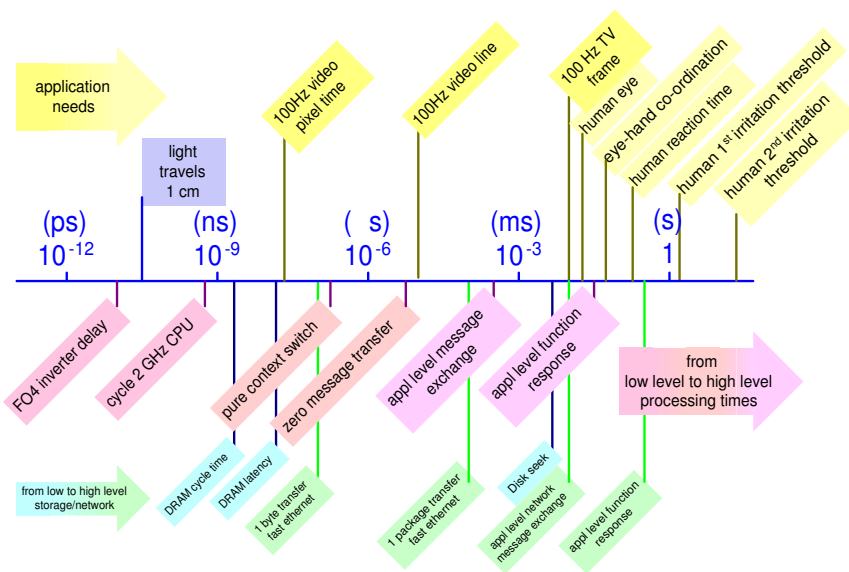 application
needs
light
travels
1 cm
100Hz video
pixel time
100Hz video line
100 Hz TV
frame
human eye
eye-hand co-ordination
human reaction time
human 1st irritation threshold
human 2nd irritation
threshold
(ps)
10-12
(ns)
10-9
( s)
10-6
(ms)
10-3
(s)
1
FO4 inverter delay
cycle 2 GHz CPU
pure context switch
zero message transfer
appl level message
exchange
appl level function
response
from
low level to high level
processing times
from low to high level
storage/network
DRAM cycle time
DRAM latency
1 byte transfer
fast ethernet
1 package transfer
fast ethernet
Disk seek
appl level network
message exchange
appl level function
response